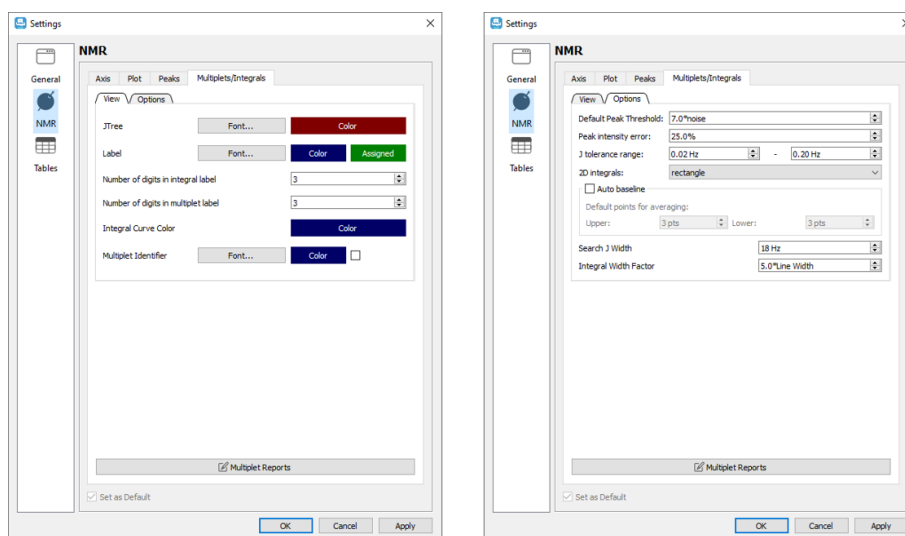 Settings
NMR
General
NMR
Tables
Axis Plot Peaks Multiplets/Integrals
View Options
JTree Font... Color
Label Font... Color Assigned
Number of digits in integral label 3
Number of digits in multiplet label 3
Integral Curve Color Color
Multiplet Identifier Font... Color
Multiplet Reports
Set as Default
OK Cancel Apply
Settings
NMR
General
NMR
Tables
Axis Plot Peaks Multiplets/Integrals
View Options
Default Peak Threshold: 7.0*noise
Peak intensity error: 25.0%
J tolerance range: 0.02 Hz - 0.20 Hz
2D integrals: rectangle
Auto baseline
Default points for averaging:
Upper: 3 pts Lower: 3 pts
Search J Width 18 Hz
Integral Width Factor 5.0*Line Width
Multiplet Reports
Set as Default
OK Cancel Apply